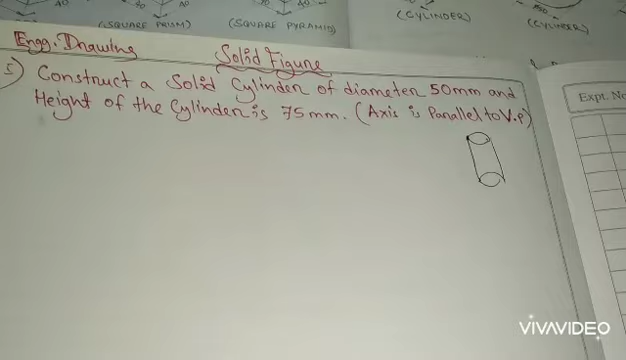 (SQUARE PRISM)
(SQUARE PYRAMID)
(CYLINDER)
(CYLINDER)
Engg. Drawing
Solid Figure
5) Construct a Solid Cylinder of diameter 50mm and
Height of the Cylinder is 75mm. (Axis is Parallel to V.P)
Expt. No
VIVAVIDEO